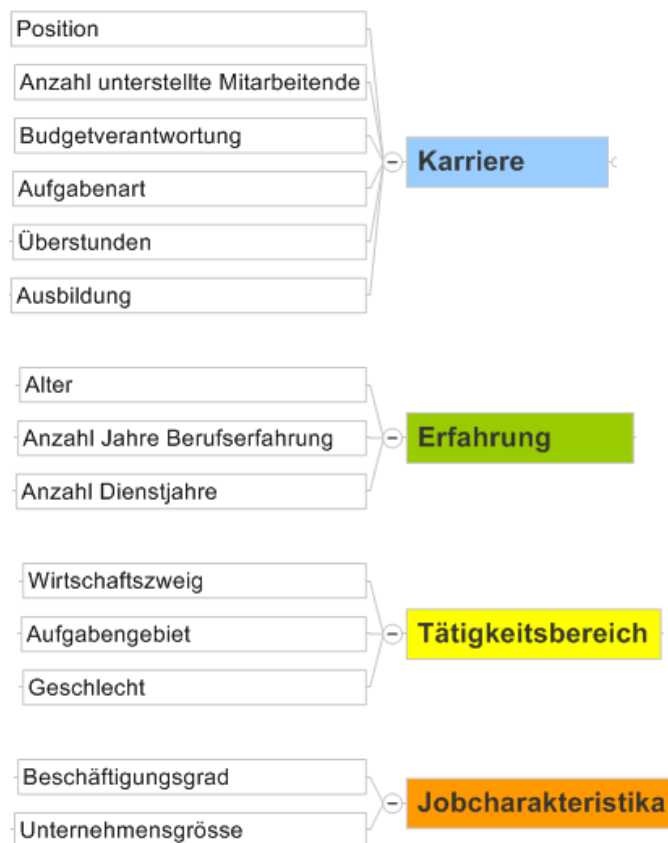 Position
Anzahl unterstellte Mitarbeitende
Budgetverantwortung
Karriere
Aufgabenart
Überstunden
Ausbildung
Alter
Anzahl Jahre Berufserfahrung
Erfahrung
Anzahl Dienstjahre
Wirtschaftszweig
Aufgabengebiet
Tätigkeitsbereich
Geschlecht
Beschäftigungsgrad
Jobcharakteristika
Unternehmensgrösse